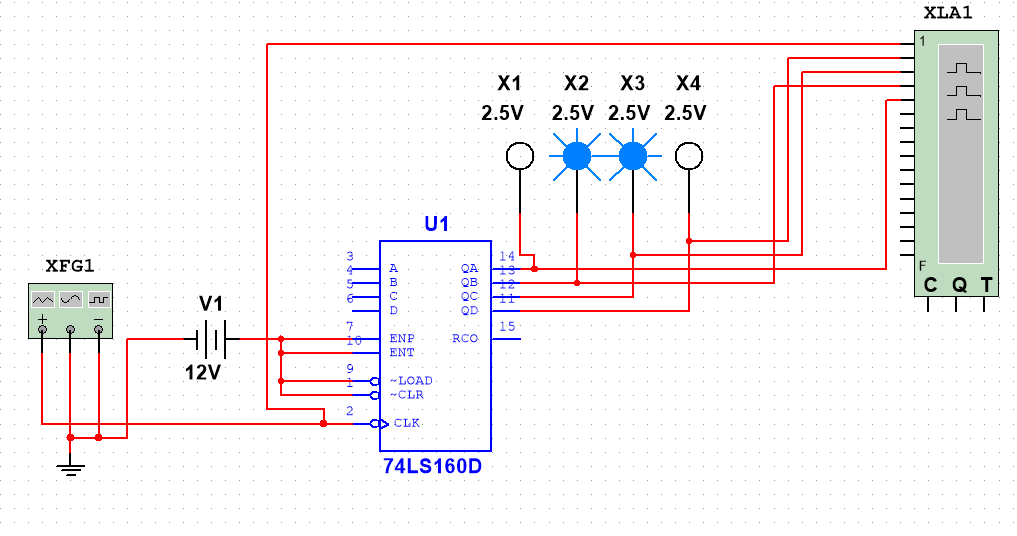 XLA1
1
X1 X2 X3 X4
2.5V 2.5V 2.5V 2.5V
F
C Q T
U1
XFG1
+ −
V1
12V
3 A QA 14
4 B QB 13
5 C QC 12
6 D QD 11
7 ENP RCO 15
10 ENT
9 ~LOAD
1 ~CLR
2 CLK
74LS160D